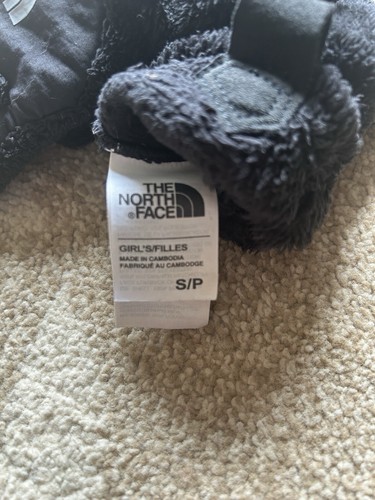 THE
NORTH
®FACE
GIRL'S/FILLES
MADE IN CAMBODIA
FABRIQUÉ AU CAMBODGE
S/P